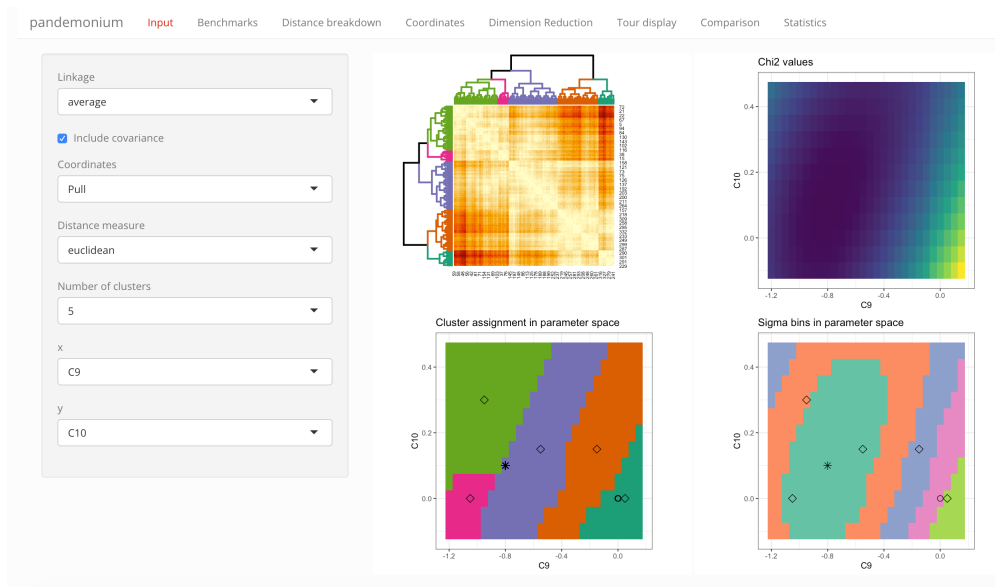 pandemonium Input Benchmarks Distance breakdown Coordinates Dimension Reduction Tour display Comparison Statistics
Linkage
average
Include covariance
Coordinates
Pull
Distance measure
euclidean
Number of clusters
5
x
C9
y
C10
Chi2 values
C10
0.4
0.0
-1.2 -0.8 -0.4 0.0
C9
Cluster assignment in parameter space
C10
0.4
0.2
0.0
-1.2 -0.8 -0.4 0.0
C9
Sigma bins in parameter space
C10
0.4
0.2
0.0
-1.2 -0.8 -0.4 0.0
C9